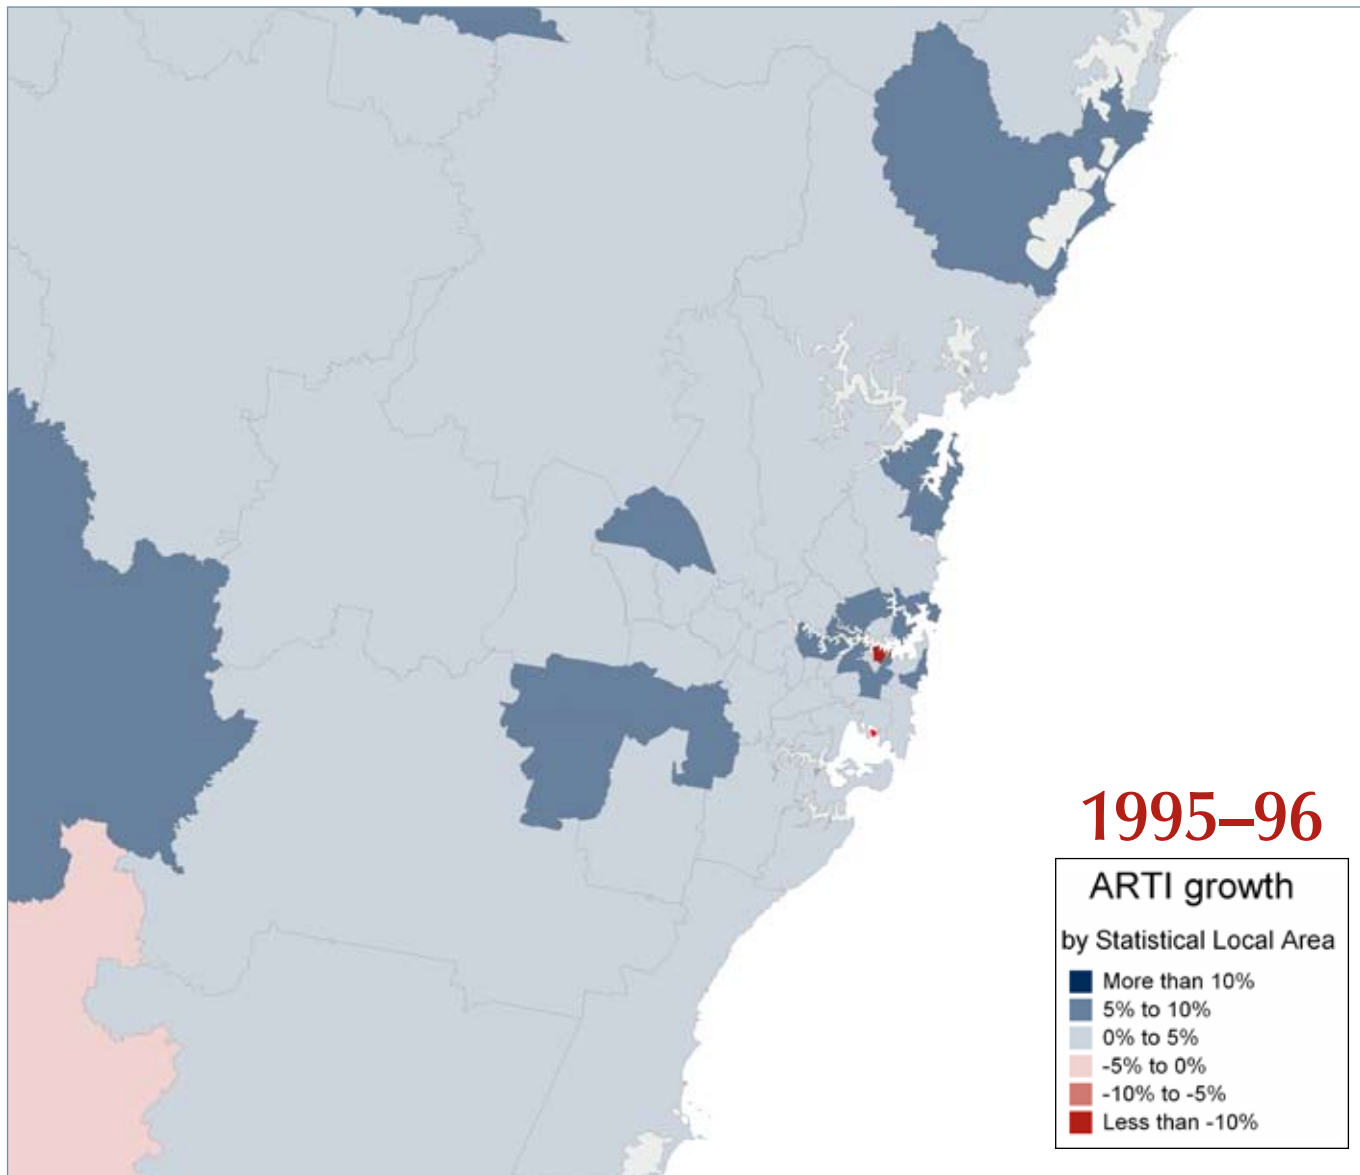 1995–96
ARTI growth
by Statistical Local Area
More than 10%
5% to 10%
0% to 5%
-5% to 0%
-10% to -5%
Less than -10%